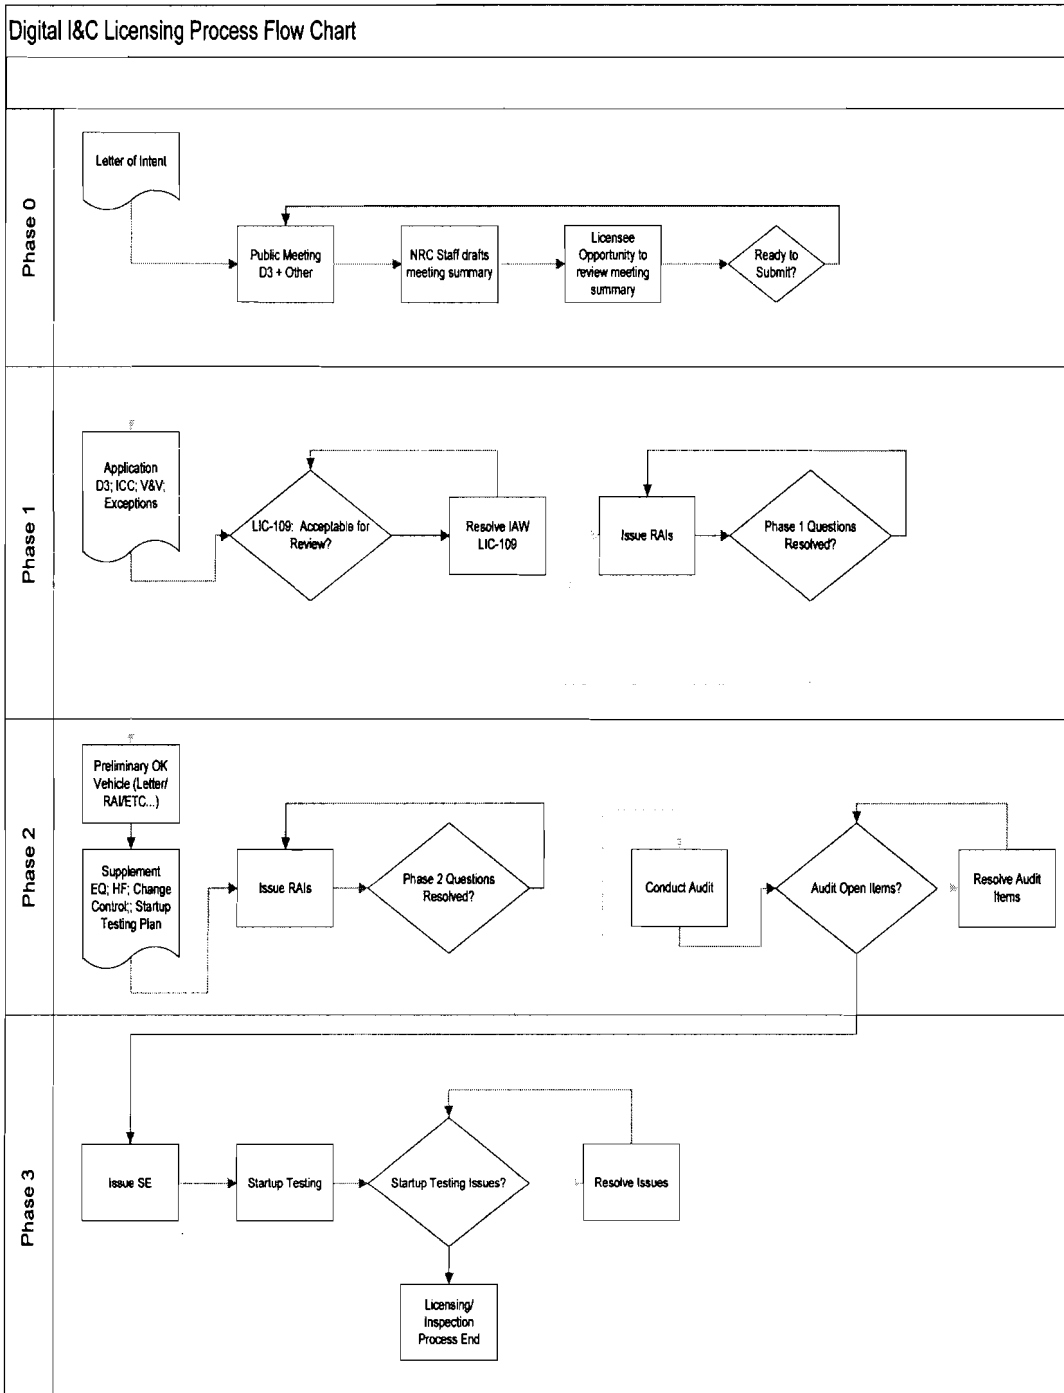 Digital I&C Licensing Process Flow Chart
Phase 0
Letter of Intent
Public Meeting
D3 + Other
NRC Staff drafts
meeting summary
Licensee
Opportunity to
review meeting
summary
Ready to
Submit?
Phase 1
Application
D3; ICC; V&V;
Exceptions
LIC-109: Acceptable for
Review?
Resolve IAW
LIC-109
Issue RAIs
Phase 1 Questions
Resolved?
Phase 2
Preliminary OK
Vehicle (Letter/
RAI/ETC...)
Supplement
EQ; HF; Change
Control;; Startup
Testing Plan
Issue RAIs
Phase 2 Questions
Resolved?
Conduct Audit
Audit Open Items?
Resolve Audit
Items
Phase 3
Issue SE
Startup Testing
Startup Testing Issues?
Resolve Issues
Licensing/
Inspection
Process End